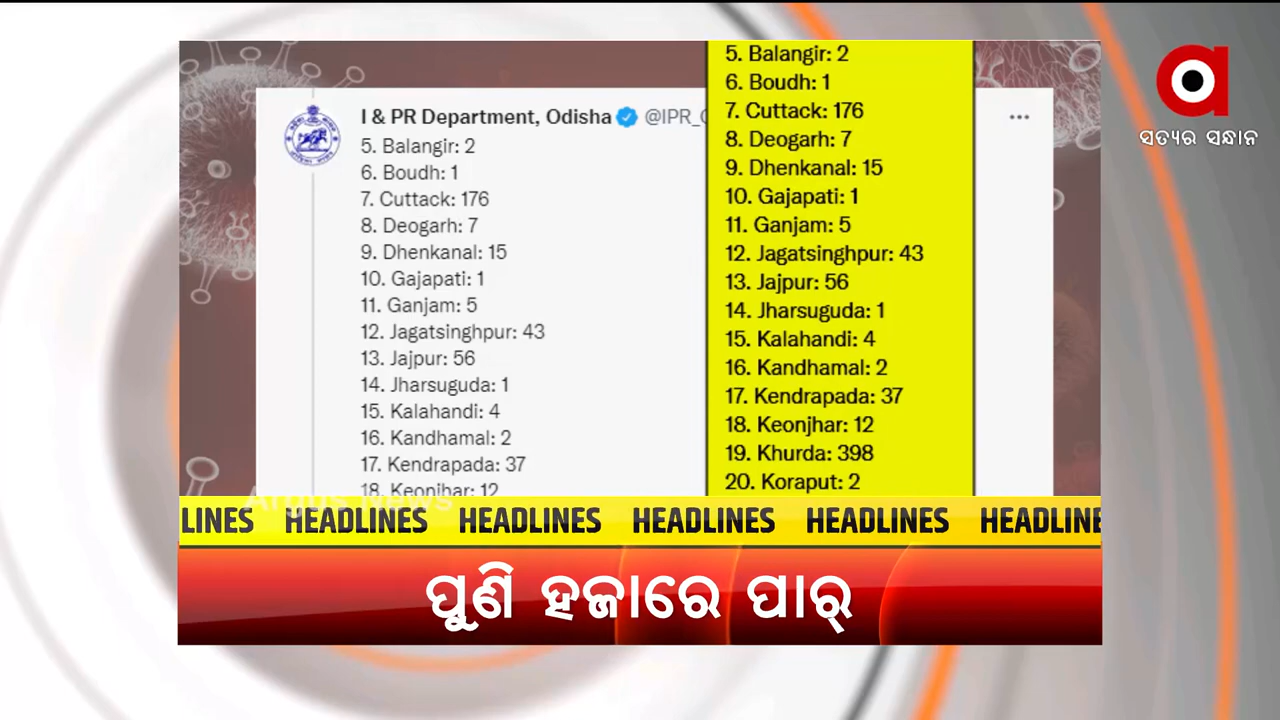 I & PR Department, Odisha @IPR_
5. Balangir: 2
6. Boudh: 1
7. Cuttack: 176
8. Deogarh: 7
9. Dhenkanal: 15
10. Gajapati: 1
11. Ganjam: 5
12. Jagatsinghpur: 43
13. Jajpur: 56
14. Jharsuguda: 1
15. Kalahandi: 4
16. Kandhamal: 2
17. Kendrapada: 37
18. Keonjhar: 12
5. Balangir: 2
6. Boudh: 1
7. Cuttack: 176
8. Deogarh: 7
9. Dhenkanal: 15
10. Gajapati: 1
11. Ganjam: 5
12. Jagatsinghpur: 43
13. Jajpur: 56
14. Jharsuguda: 1
15. Kalahandi: 4
16. Kandhamal: 2
17. Kendrapada: 37
18. Keonjhar: 12
19. Khurda: 398
20. Koraput: 2
ସତ୍ୟର ସନ୍ଧାନ
Argus News
LINES HEADLINES HEADLINES HEADLINES HEADLINES HEADLINE
ପୁଣି ହଜାରେ ପାର୍